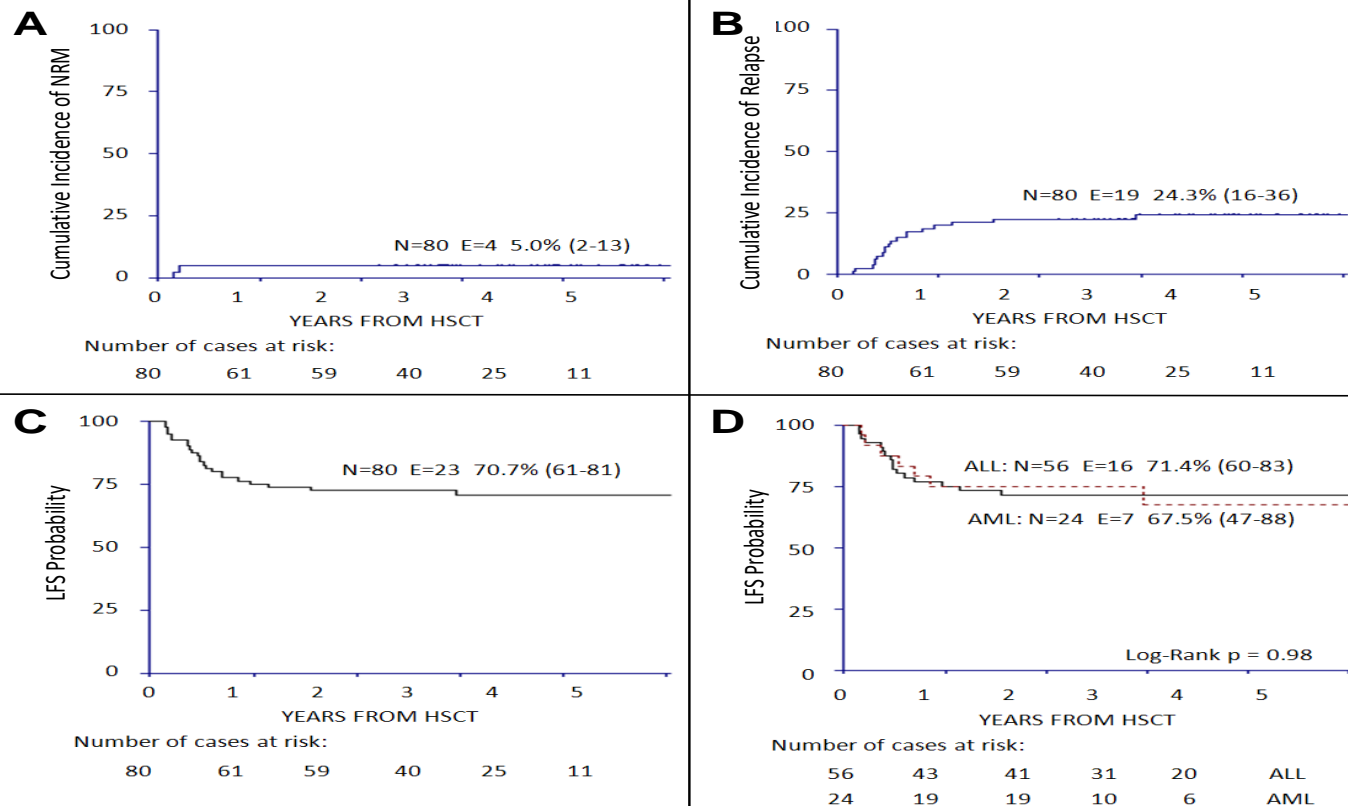 A
Cumulative Incidence of NRM
100
75
50
25
0
N=80 E=4 5.0% (2-13)
0 1 2 3 4 5
YEARS FROM HSCT
Number of cases at risk:
80 61 59 40 25 11
B
Cumulative Incidence of Relapse
100
75
50
25
0
N=80 E=19 24.3% (16-36)
0 1 2 3 4 5
YEARS FROM HSCT
Number of cases at risk:
80 61 59 40 25 11
C
LFS Probability
100
75
50
25
0
N=80 E=23 70.7% (61-81)
0 1 2 3 4 5
YEARS FROM HSCT
Number of cases at risk:
80 61 59 40 25 11
D
LFS Probability
100
75
50
25
0
ALL: N=56 E=16 71.4% (60-83)
AML: N=24 E=7 67.5% (47-88)
Log-Rank p = 0.98
0 1 2 3 4 5
YEARS FROM HSCT
Number of cases at risk:
56 43 41 31 20 ALL
24 19 19 10 6 AML